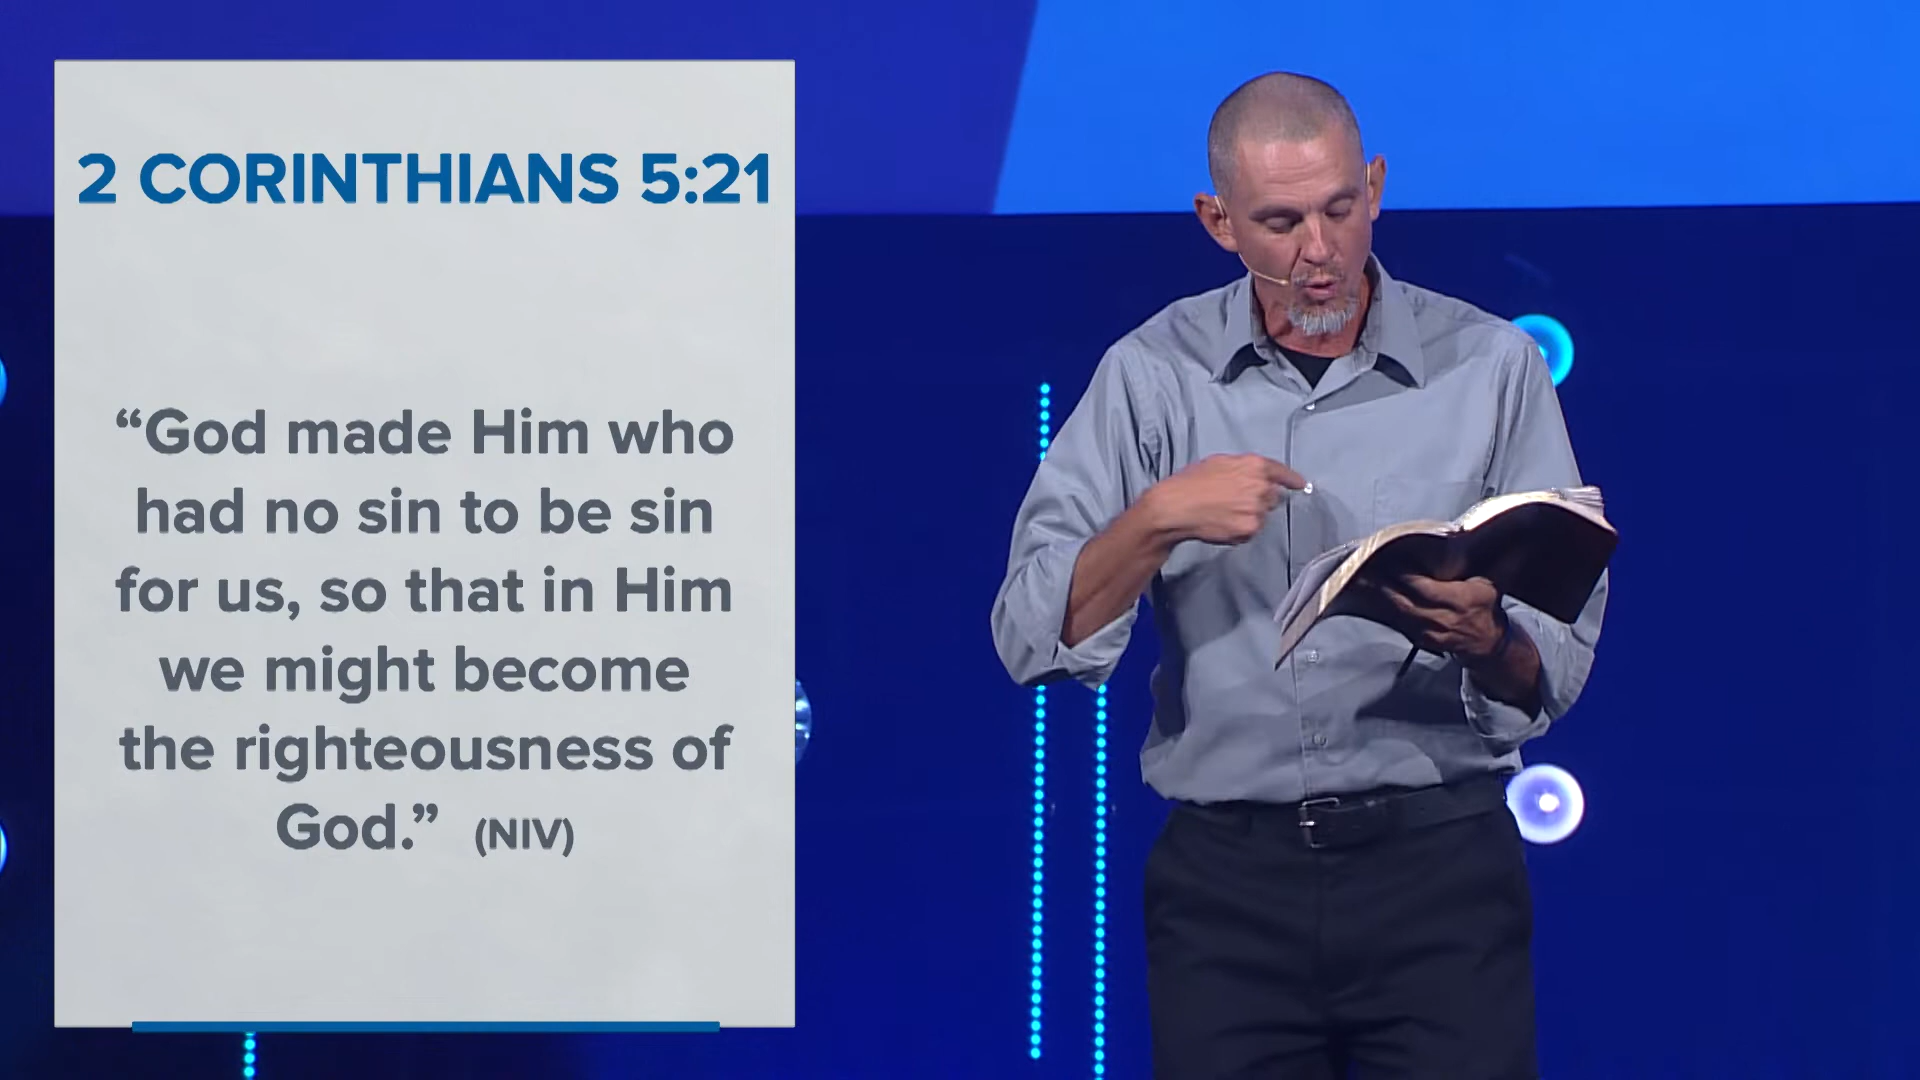 2 CORINTHIANS 5:21
“God made Him who
had no sin to be sin
for us, so that in Him
we might become
the righteousness of
God.” (NIV)